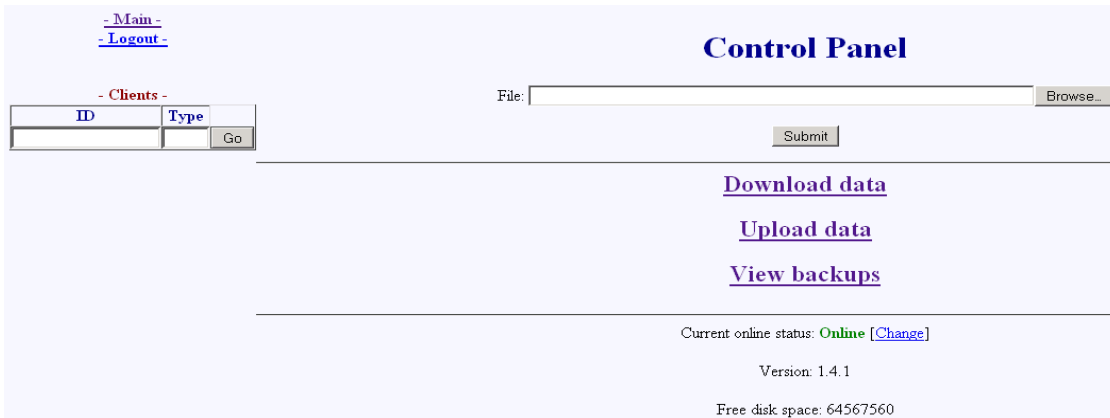 - Main -
- Logout -
- Clients -
ID Type
Go
Control Panel
File: Browse...
Submit
Download data
Upload data
View backups
Current online status: Online [Change]
Version: 1.4.1
Free disk space: 64567560